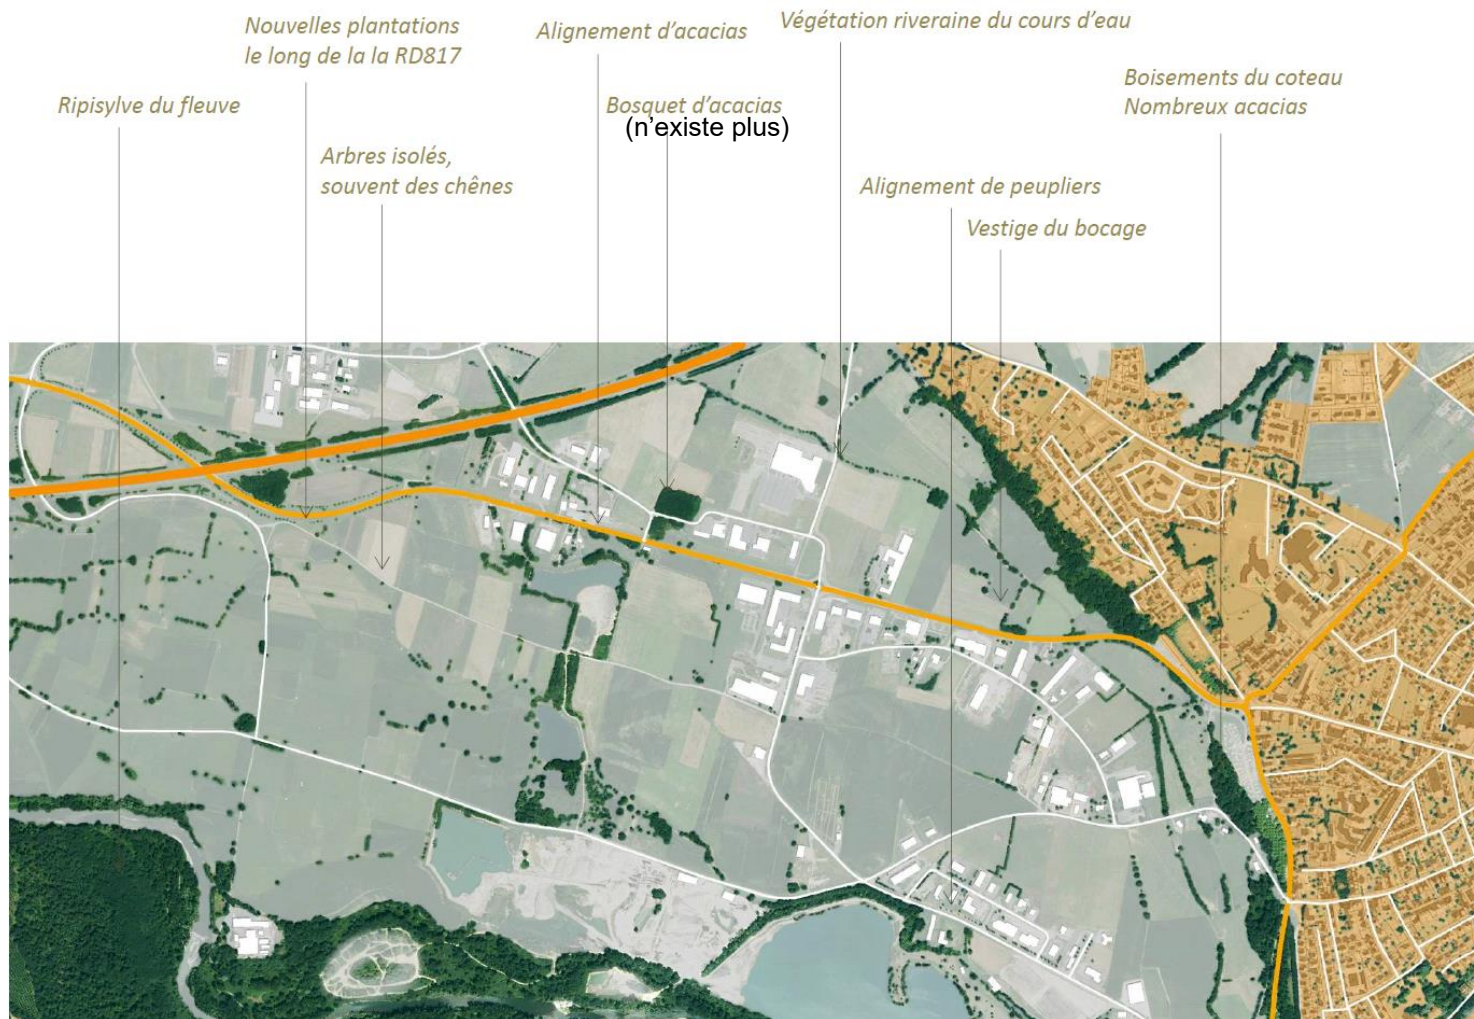 Nouvelles plantations
le long de la la RD817
Alignement d’acacias
Végétation riveraine du cours d’eau
Ripisylve du fleuve
Bosquet d’acacias
(n’existe plus)
Boisements du coteau
Nombreux acacias
Arbres isolés,
souvent des chênes
Alignement de peupliers
Vestige du bocage